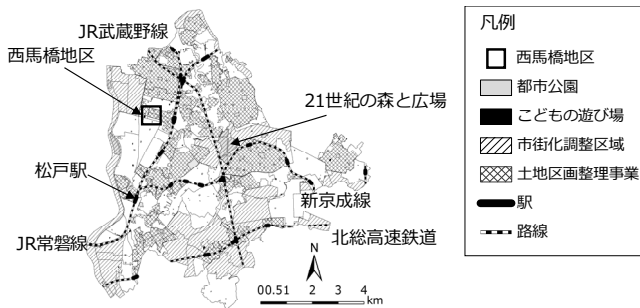 JR武蔵野線
西馬橋地区
21世紀の森と広場
松戸駅
新京成線
JR常磐線
北総高速鉄道
N
00.51 2 3 4
km
凡例
西馬橋地区
都市公園
こどもの遊び場
市街化調整区域
土地区画整理事業
駅
路線